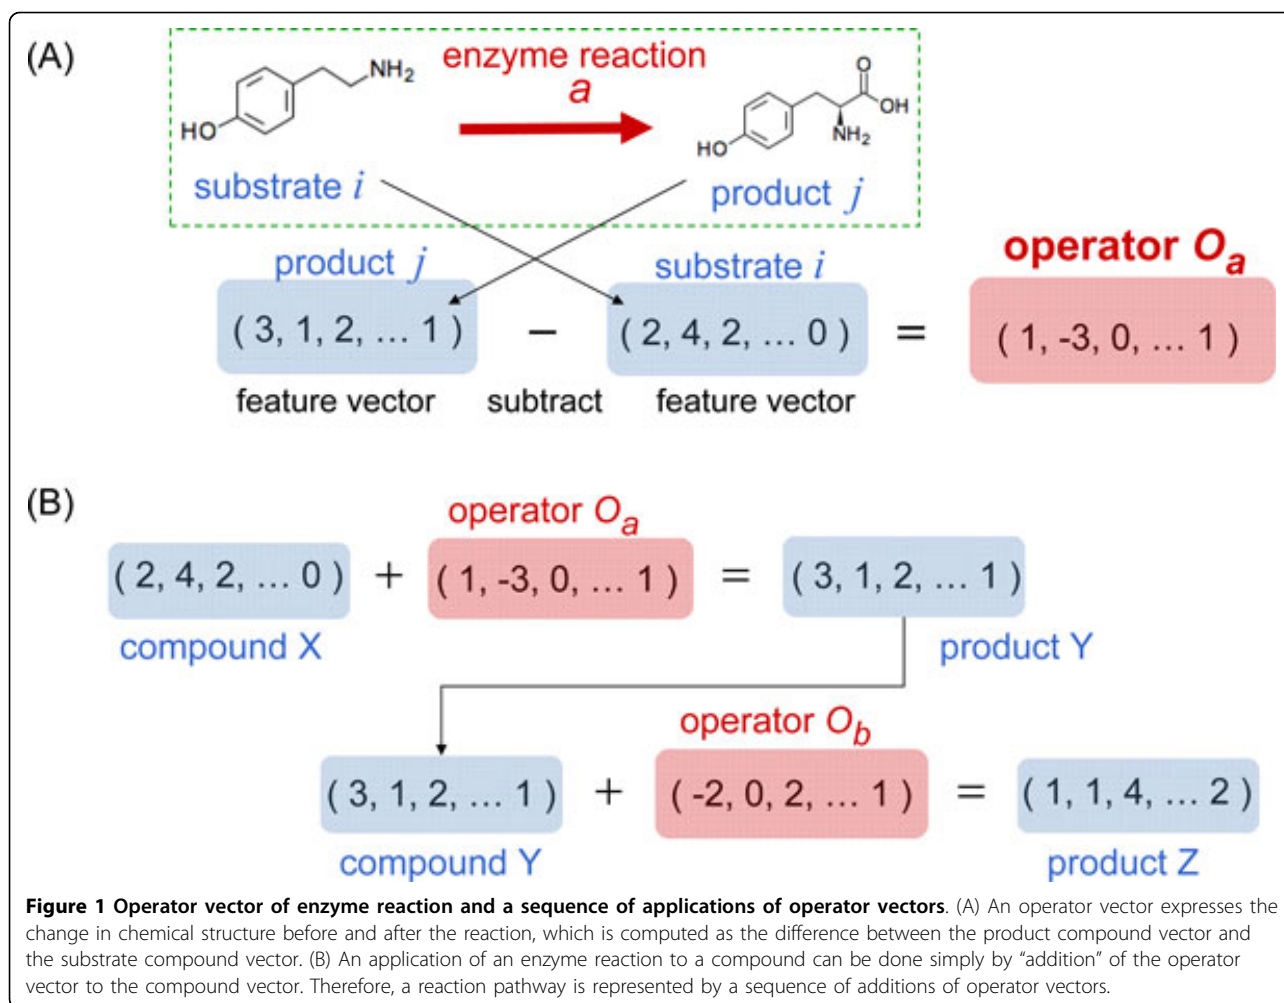 (A)
enzyme reaction
a
NH2
HO
O
OH
NH2
HO
substrate i
product j
operator Oa
product j
substrate i
( 3, 1, 2, ... 1 ) − ( 2, 4, 2, ... 0 ) = ( 1, -3, 0, ... 1 )
feature vector subtract feature vector
(B)
operator Oa
( 2, 4, 2, ... 0 ) + ( 1, -3, 0, ... 1 ) = ( 3, 1, 2, ... 1 )
compound X
product Y
operator Ob
( 3, 1, 2, ... 1 ) + ( -2, 0, 2, ... 1 ) = ( 1, 1, 4, ... 2 )
compound Y
product Z
Figure 1 Operator vector of enzyme reaction and a sequence of applications of operator vectors. (A) An operator vector expresses the
change in chemical structure before and after the reaction, which is computed as the difference between the product compound vector and
the substrate compound vector. (B) An application of an enzyme reaction to a compound can be done simply by “addition” of the operator
vector to the compound vector. Therefore, a reaction pathway is represented by a sequence of additions of operator vectors.